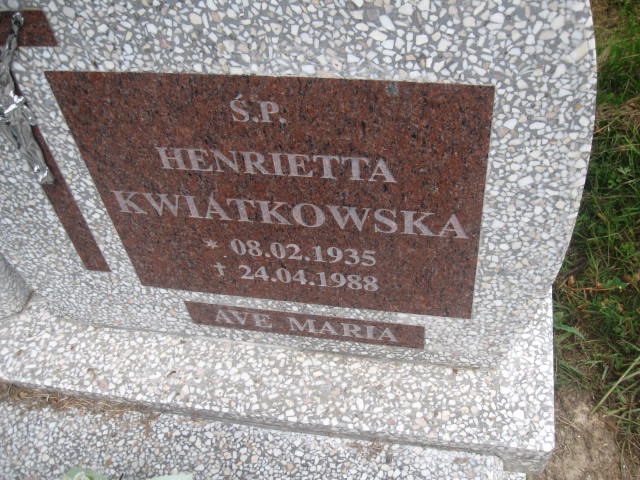 Ś.P.
HENRIETTA
KWIATKOWSKA
* 08.02.1935
† 24.04.1988
AVE MARIA